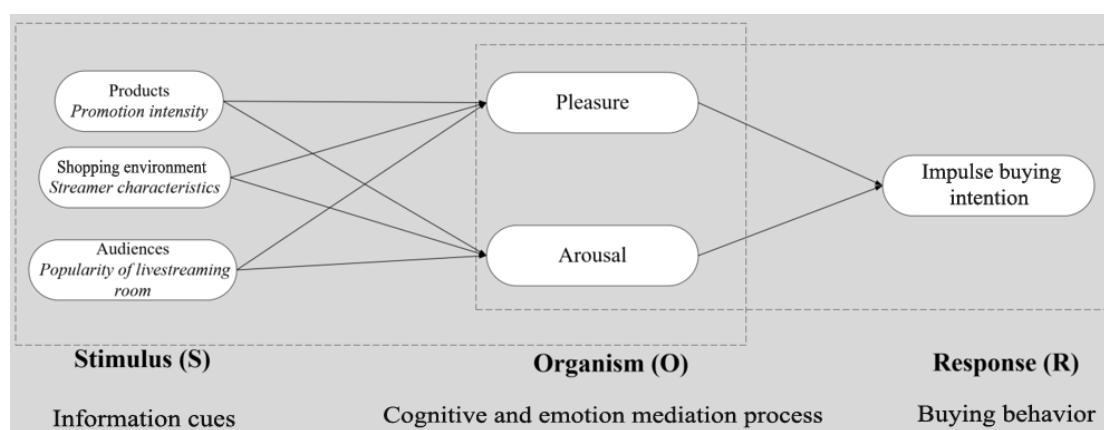 Products
Promotion intensity
Shopping environment
Streamer characteristics
Audiences
Popularity of livestreaming
room
Pleasure
Arousal
Impulse buying
intention
Stimulus (S)
Organism (O)
Response (R)
Information cues
Cognitive and emotion mediation process
Buying behavior